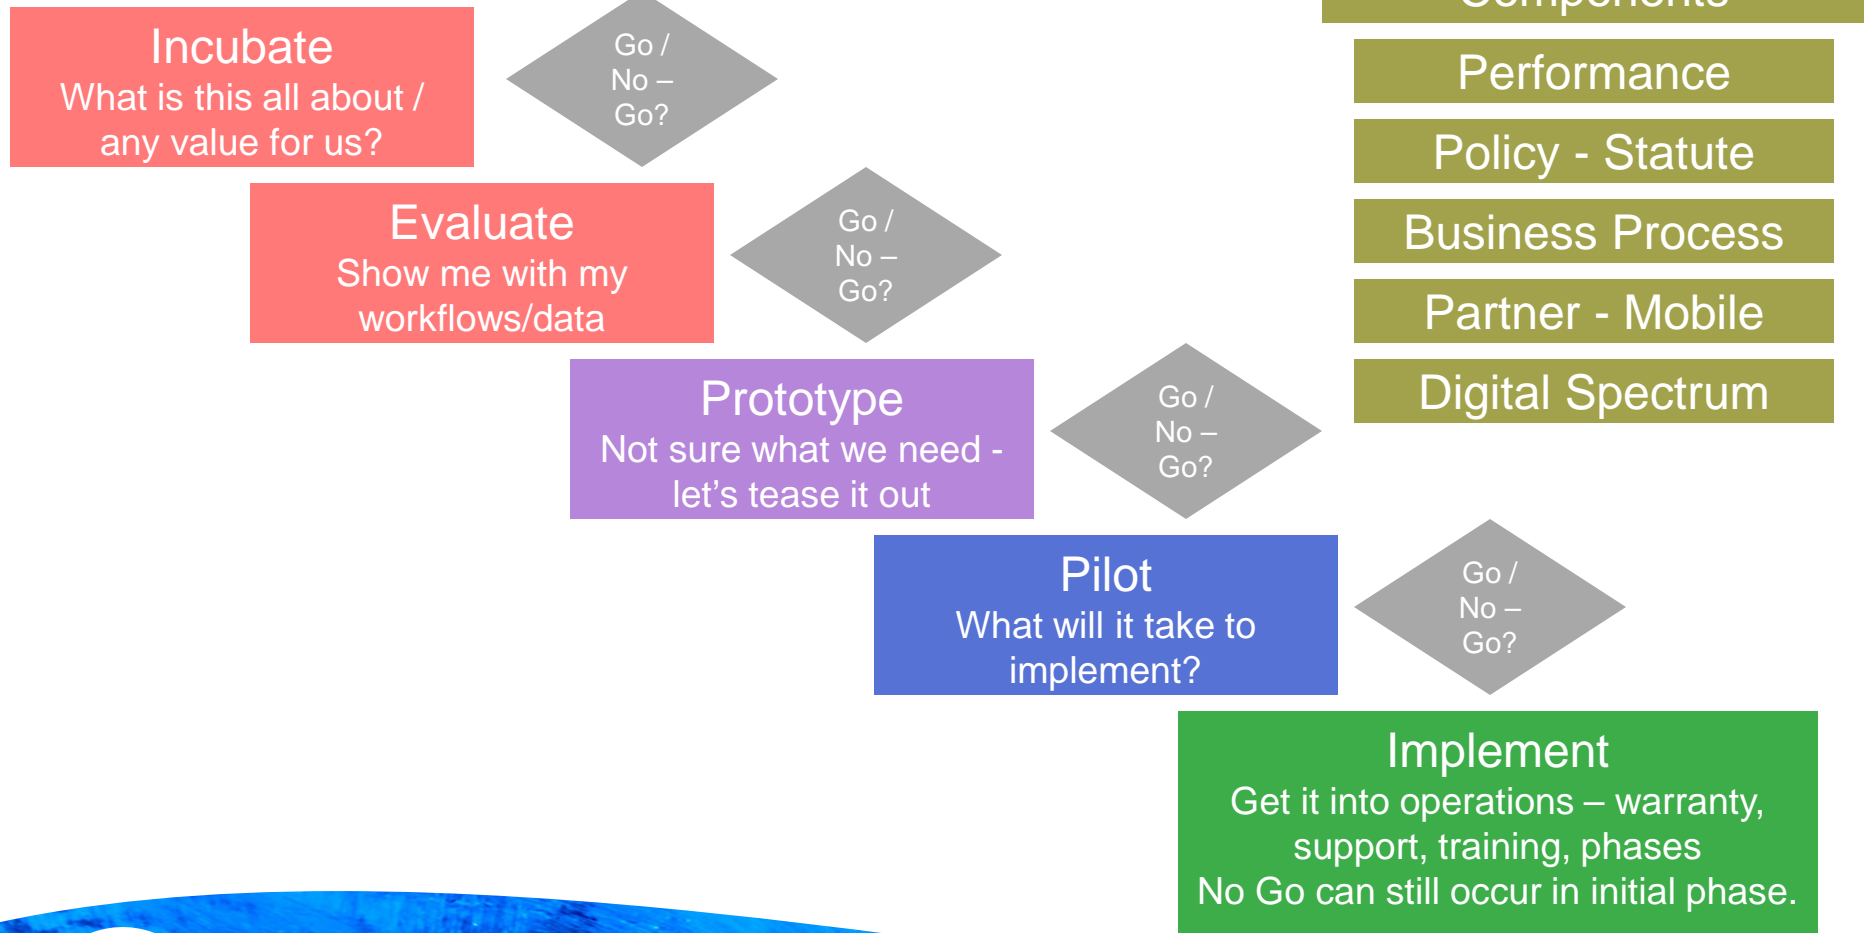 Incubate
What is this all about /
any value for us?
Go /
No –
Go?
Evaluate
Show me with my
workflows/data
Go /
No –
Go?
Prototype
Not sure what we need -
let's tease it out
Go /
No –
Go?
Pilot
What will it take to
implement?
Go /
No –
Go?
Implement
Get it into operations – warranty,
support, training, phases
No Go can still occur in initial phase.
Components
Performance
Policy - Statute
Business Process
Partner - Mobile
Digital Spectrum